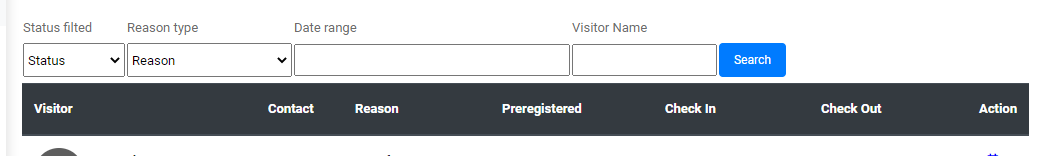 Status filted Reason type Date range Visitor Name
Status Reason Search
Visitor Contact Reason Preregistered Check In Check Out Action